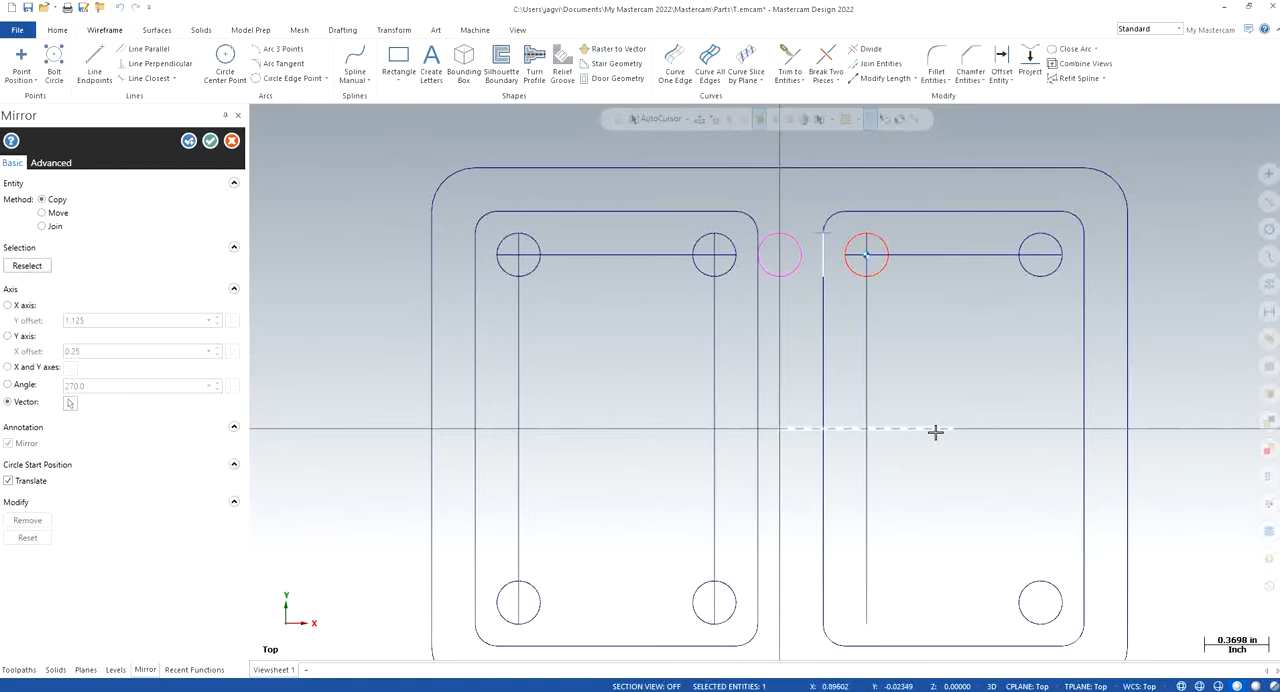 C:\Users\jagvi\Documents\My Mastercam 2022\Mastercam\Parts\T.emcam* - Mastercam Design 2022
File Home Wireframe Surfaces Solids Model Prep Mesh Drafting Transform Art Machine View Standard My Mastercam
Point Position Bolt Circle Points
Line Endpoints Line Parallel Line Perpendicular Line Closest Lines
Circle Center Point Arc 3 Points Arc Tangent Circle Edge Point Arcs
Spline Manual Splines
Rectangle Create Letters Bounding Box Silhouette Boundary Turn Profile Relief Groove Raster to Vector Stair Geometry Door Geometry Shapes
Curve One Edge Curve All Edges Curve Slice by Plane Curves
Trim to Entities Break Two Pieces Divide Join Entities Modify Length Fillet Entities Chamfer Entities Offset Entity Project Close Arc Combine Views Refit Spline Modify
Mirror
Basic Advanced
Entity
Method: Copy
Move
Join
Selection
Reselect
Axis
X axis:
Y offset: 1.125
Y axis:
X offset: 0.25
X and Y axes:
Angle: 270.0
Vector:
Annotation
Mirror
Circle Start Position
Translate
Modify
Remove
Reset
AutoCursor
Y
X
Top
0.3698 in
Inch
Toolpaths Solids Planes Levels Mirror Recent Functions Viewsheet 1 +
SECTION VIEW: OFF SELECTED ENTITIES: 1 X: 0.89602 Y: -0.02349 Z: 0.00000 3D CPLANE: Top TPLANE: Top WCS: Top